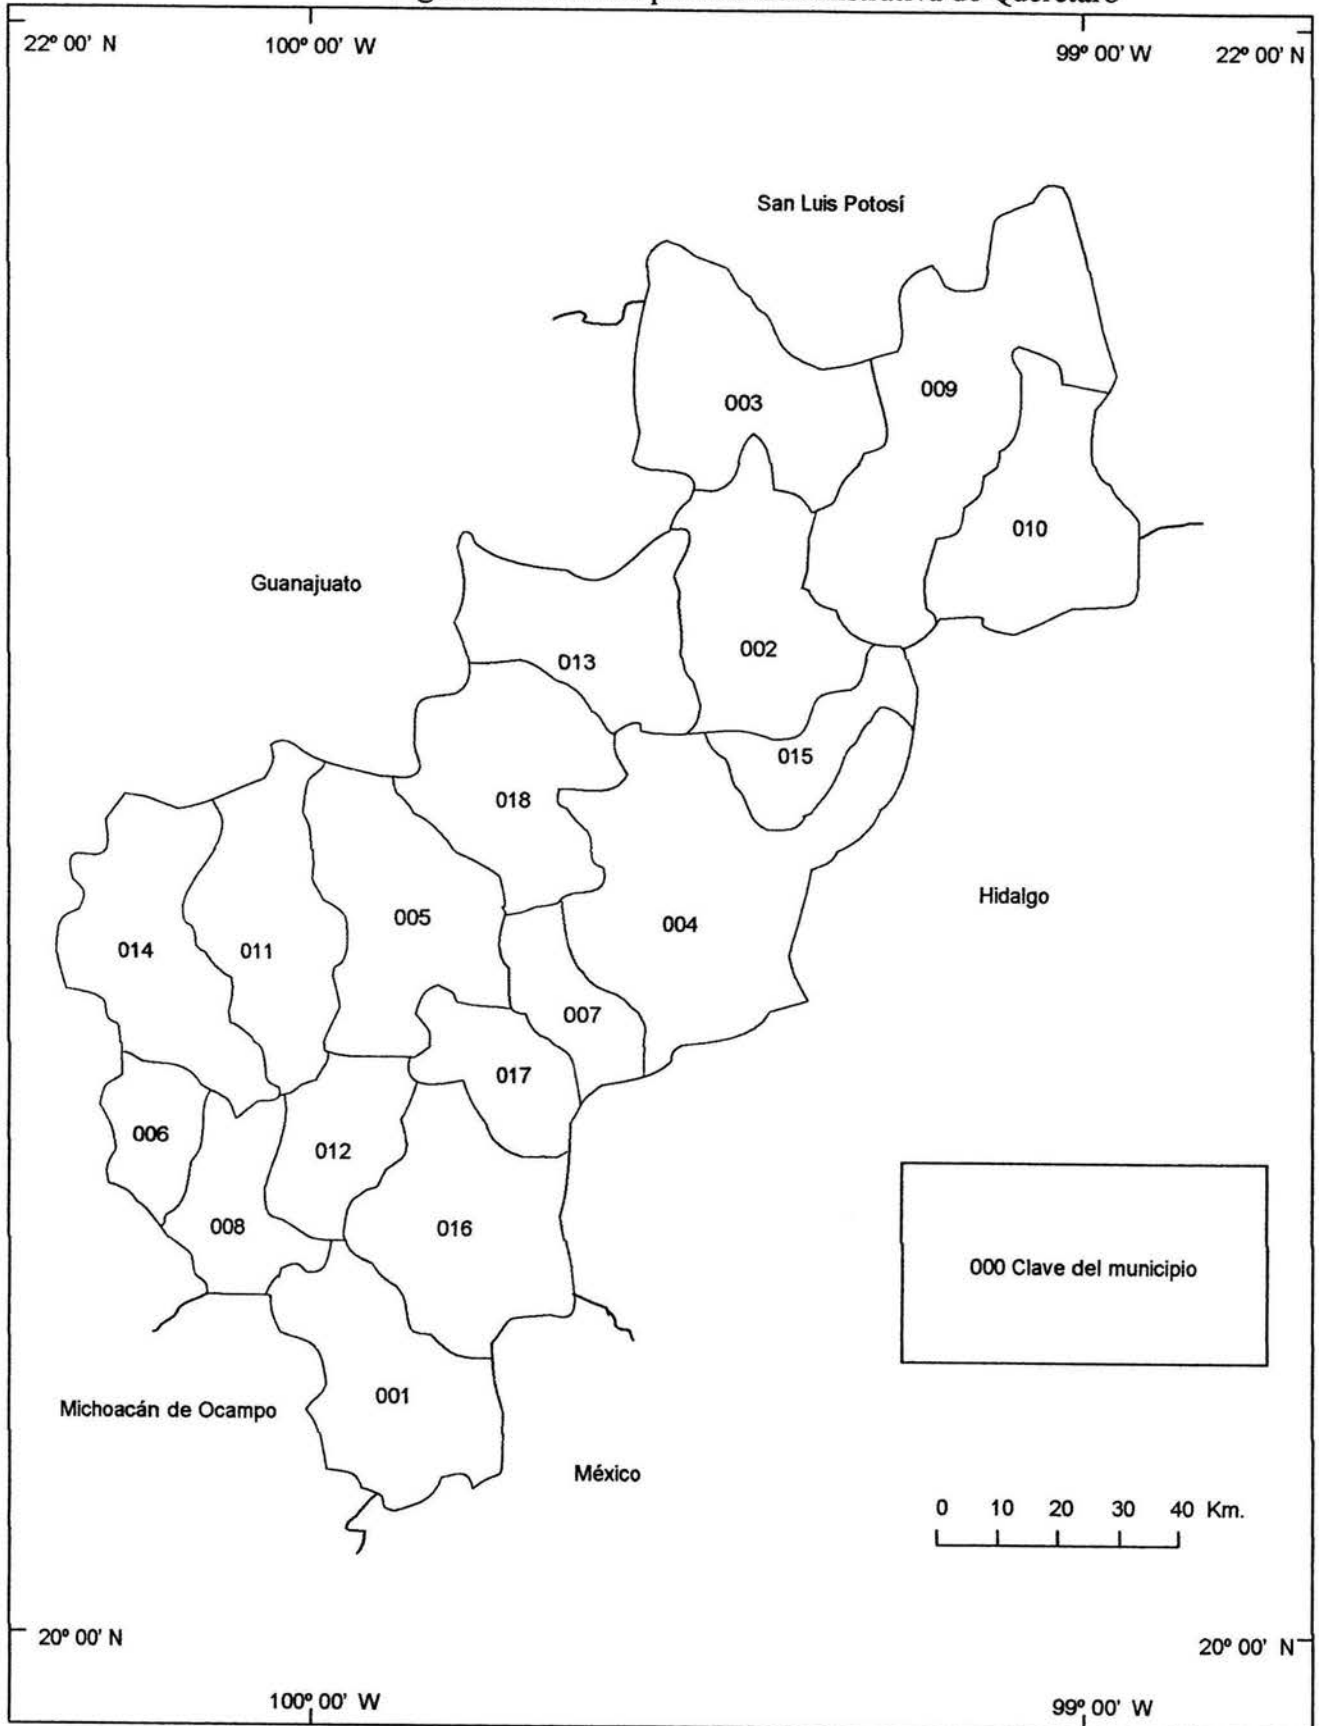 de Querétaro
22º 00' N 100º 00' W 99º 00' W 22º 00' N
San Luis Potosí
009
003
010
Guanajuato
002
013
015
018
Hidalgo
005
004
014
011
007
017
006
012
008
016
000 Clave del municipio
001
Michoacán de Ocampo
México
0 10 20 30 40 Km.
20º 00' N 20º 00' N
100º 00' W 99º 00' W